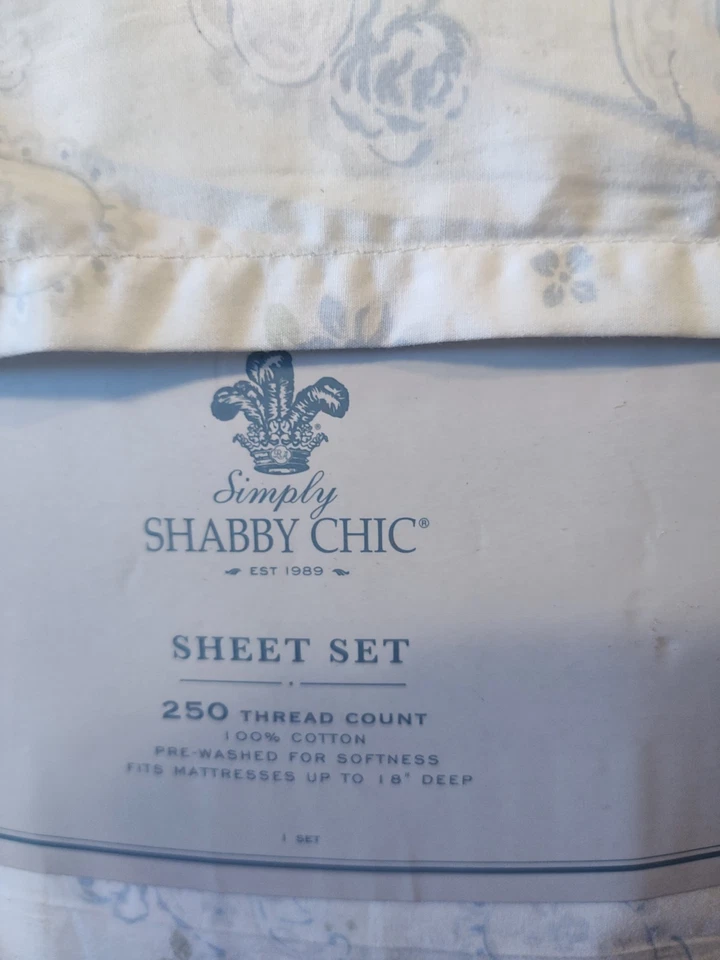 Simply
SHABBY CHIC®
EST 1989
SHEET SET
250 THREAD COUNT
100% COTTON
PRE-WASHED FOR SOFTNESS
FITS MATTRESSES UP TO 18" DEEP
1 SET